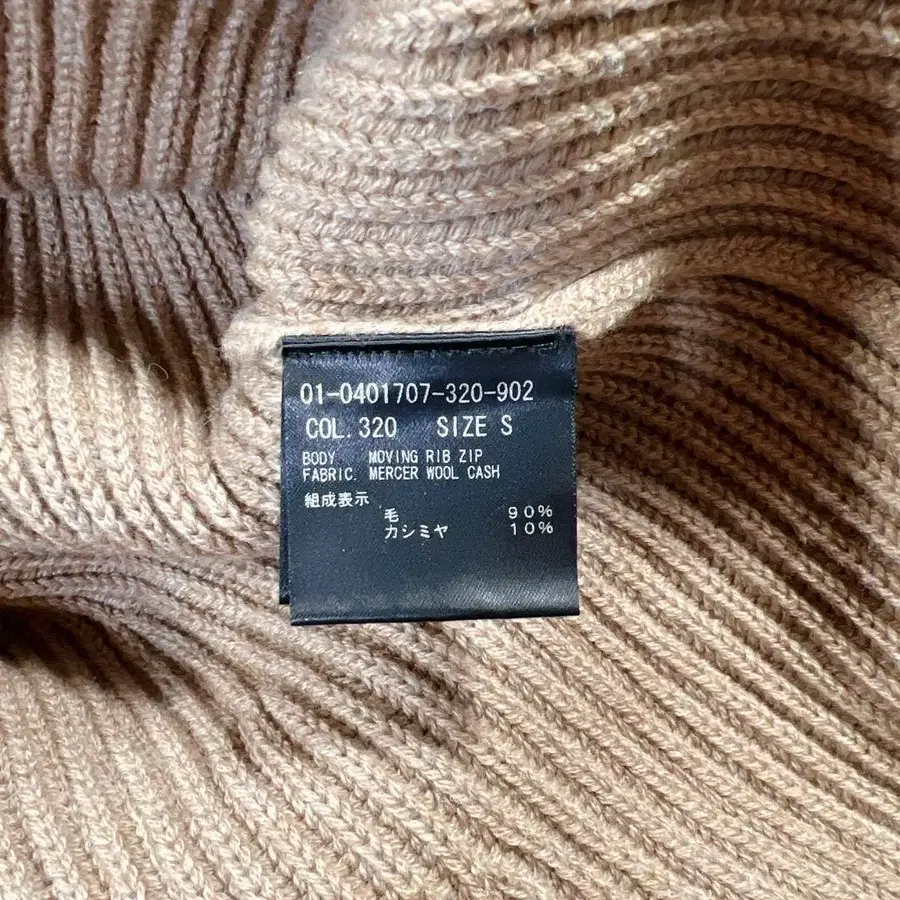 01-0401707-320-902
COL. 320 SIZE S
BODY MOVING RIB ZIP
FABRIC. MERCER WOOL CASH
組成表示
毛 90%
カシミヤ 10%